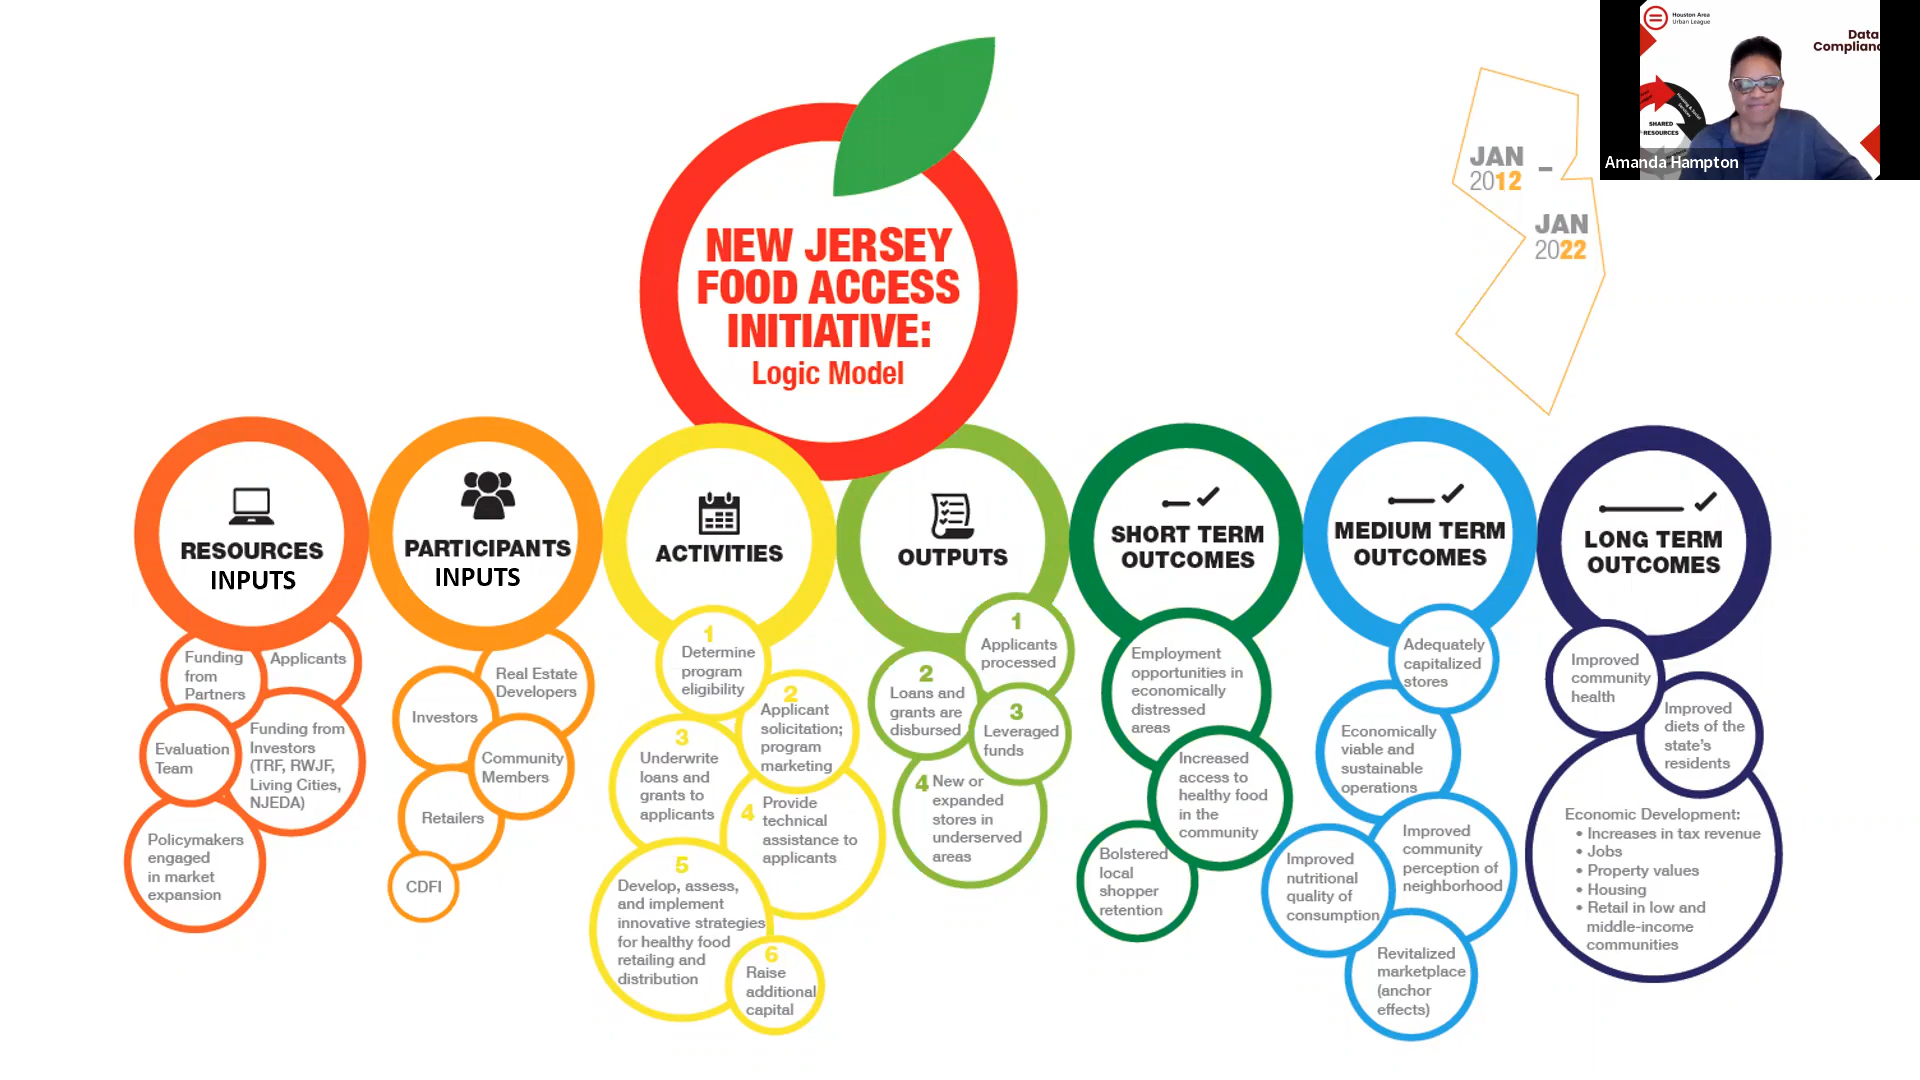 NEW JERSEY
FOOD ACCESS
INITIATIVE:
Logic Model
JAN
2012
–
JAN
2022
Houston Area
Urban League
Data
Complianc
SHARED
RESOURCES
Amanda Hampton
RESOURCES
INPUTS
Funding
from
Partners
Applicants
Evaluation
Team
Funding from
Investors
(TRF, RWJF,
Living Cities,
NJEDA)
Policymakers
engaged
in market
expansion
PARTICIPANTS
INPUTS
Real Estate
Developers
Investors
Community
Members
Retailers
CDFI
ACTIVITIES
1
Determine
program
eligibility
2
Applicant
solicitation;
program
marketing
3
Underwrite
loans and
grants to
applicants
4 Provide
technical
assistance to
applicants
5
Develop, assess,
and implement
innovative strategies
for healthy food
retailing and
distribution
6
Raise
additional
capital
OUTPUTS
1
Applicants
processed
2
Loans and
grants are
disbursed
3
Leveraged
funds
4 New or
expanded
stores in
underserved
areas
SHORT TERM
OUTCOMES
Employment
opportunities in
economically
distressed
areas
Increased
access to
healthy food
in the
community
Bolstered
local
shopper
retention
MEDIUM TERM
OUTCOMES
Adequately
capitalized
stores
Economically
viable and
sustainable
operations
Improved
community
perception of
neighborhood
Improved
nutritional
quality of
consumption
Revitalized
marketplace
(anchor
effects)
LONG TERM
OUTCOMES
Improved
community
health
Improved
diets of the
state's
residents
Economic Development:
• Increases in tax revenue
• Jobs
• Property values
• Housing
• Retail in low and
middle-income
communities